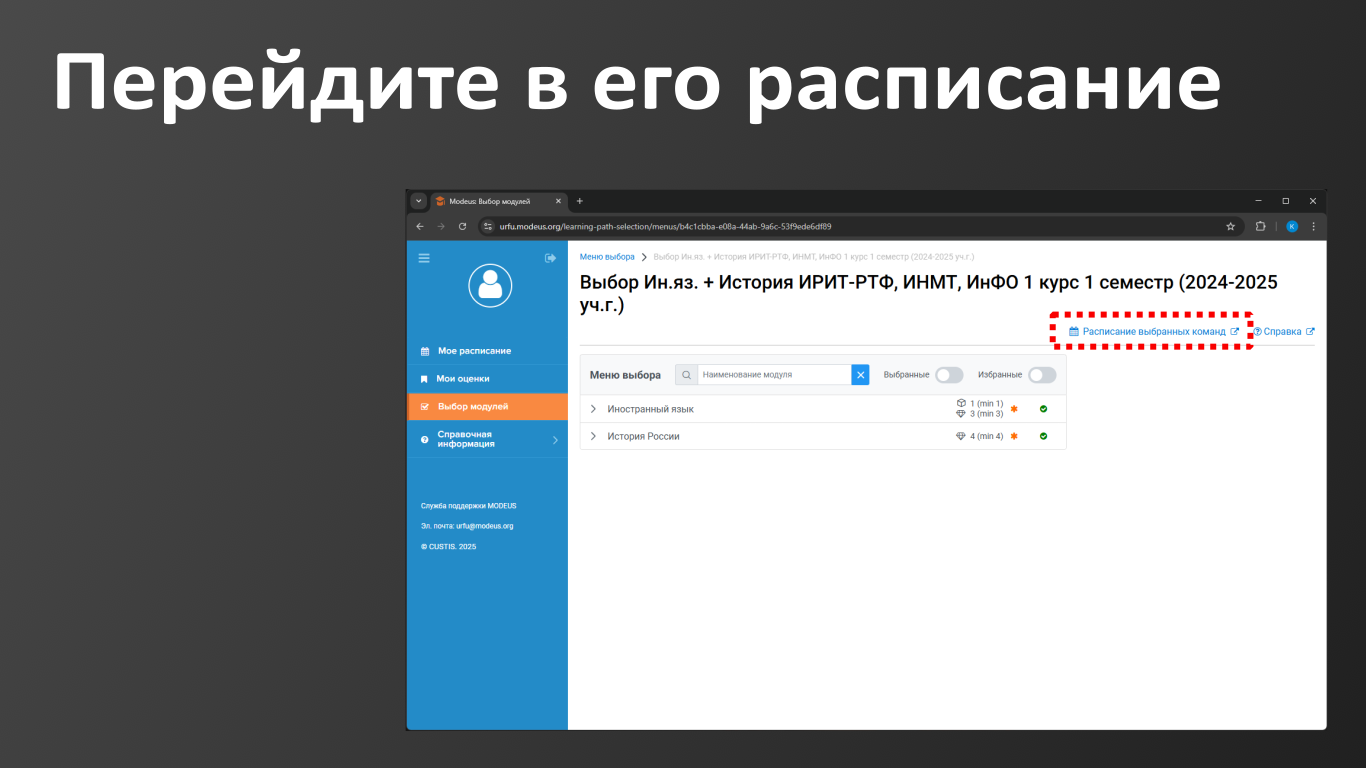 Перейдите в его расписание
Modeus: Выбор модулей
urfu.modeus.org/learning-path-selection/menus/b4c1cbba-e08a-44ab-9a6c-53f9ede6df89
K
Меню выбора > Выбор Ин.яз. + История ИРИТ-РТФ, ИНМТ, ИнФО 1 курс 1 семестр (2024-2025 уч.г.)
Выбор Ин.яз. + История ИРИТ-РТФ, ИНМТ, ИнФО 1 курс 1 семестр (2024-2025
уч.г.)
Расписание выбранных команд
Справка
Мое расписание
Мои оценки
Выбор модулей
Справочная
информация
Служба поддержки MODEUS
Эл. почта: urfu@modeus.org
© CUSTIS. 2025
Меню выбора
Наименование модуля
Выбранные
Избранные
Иностранный язык
1 (min 1)
3 (min 3)
История России
4 (min 4)